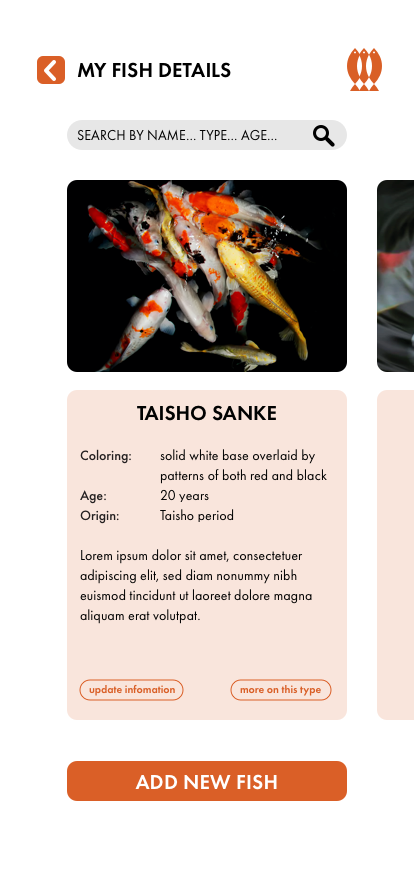 MY FISH DETAILS
SEARCH BY NAME... TYPE... AGE...
TAISHO SANKE
Coloring: solid white base overlaid by
patterns of both red and black
Age: 20 years
Origin: Taisho period
Lorem ipsum dolor sit amet, consectetuer
adipiscing elit, sed diam nonummy nibh
euismod tincidunt ut laoreet dolore magna
aliquam erat volutpat.
update infomation more on this type
ADD NEW FISH